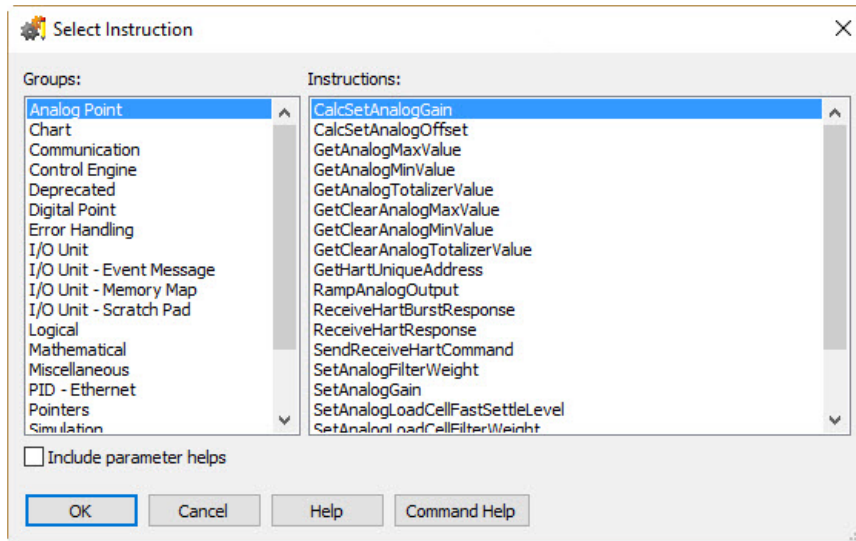 Select Instruction
Groups:
Analog Point
Chart
Communication
Control Engine
Deprecated
Digital Point
Error Handling
I/O Unit
I/O Unit - Event Message
I/O Unit - Memory Map
I/O Unit - Scratch Pad
Logical
Mathematical
Miscellaneous
PID - Ethernet
Pointers
Simulation
Instructions:
CalcSetAnalogGain
CalcSetAnalogOffset
GetAnalogMaxValue
GetAnalogMinValue
GetAnalogTotalizerValue
GetClearAnalogMaxValue
GetClearAnalogMinValue
GetClearAnalogTotalizerValue
GetHartUniqueAddress
RampAnalogOutput
ReceiveHartBurstResponse
ReceiveHartResponse
SendReceiveHartCommand
SetAnalogFilterWeight
SetAnalogGain
SetAnalogLoadCellFastSettleLevel
SetAnalogLoadCellFilterWeight
Include parameter helps
OK
Cancel
Help
Command Help